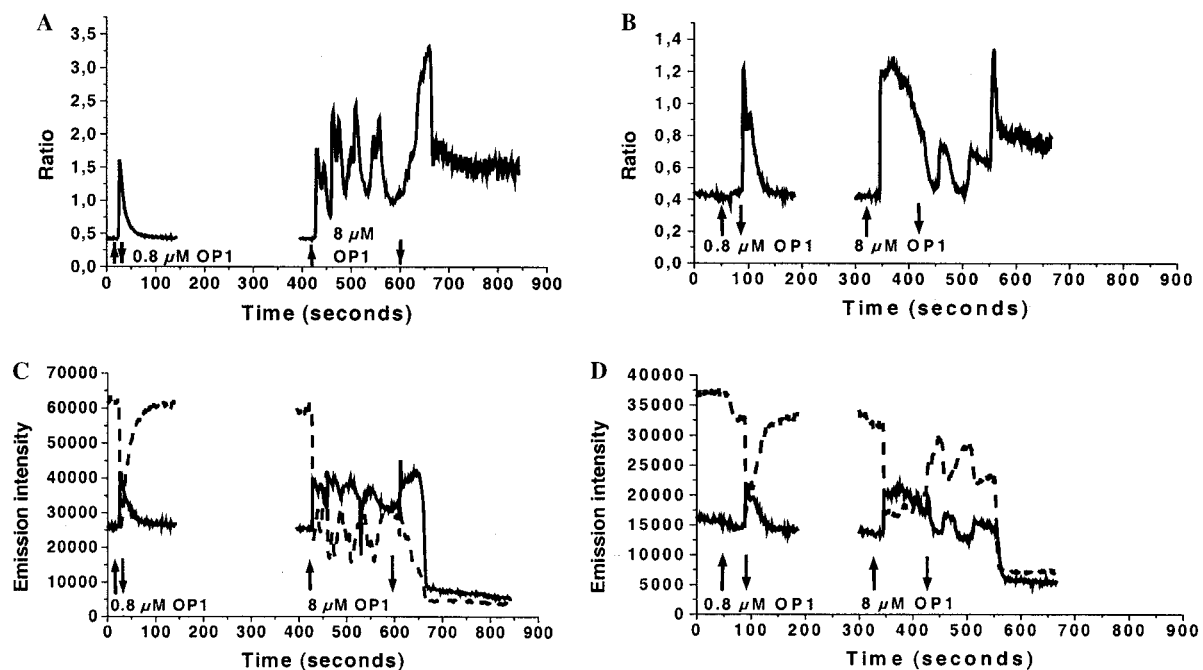 A
3,5
3,0
2,5
2,0
1,5
1,0
0,5
0,0
Ratio
0.8 µM OP1
8 µM
OP1
0 100 200 300 400 500 600 700 800 900
Time (seconds)
B
1,4
1,2
1,0
0,8
0,6
0,4
0,2
0,0
Ratio
0.8 µM OP1
8 µM OP1
0 100 200 300 400 500 600 700 800 900
Time (seconds)
C
70000
60000
50000
40000
30000
20000
10000
0
Emission intensity
0.8 µM OP1
8 µM OP1
0 100 200 300 400 500 600 700 800 900
Time (seconds)
D
40000
35000
30000
25000
20000
15000
10000
5000
0
Emission intensity
0.8 µM OP1
8 µM OP1
0 100 200 300 400 500 600 700 800 900
Time (seconds)